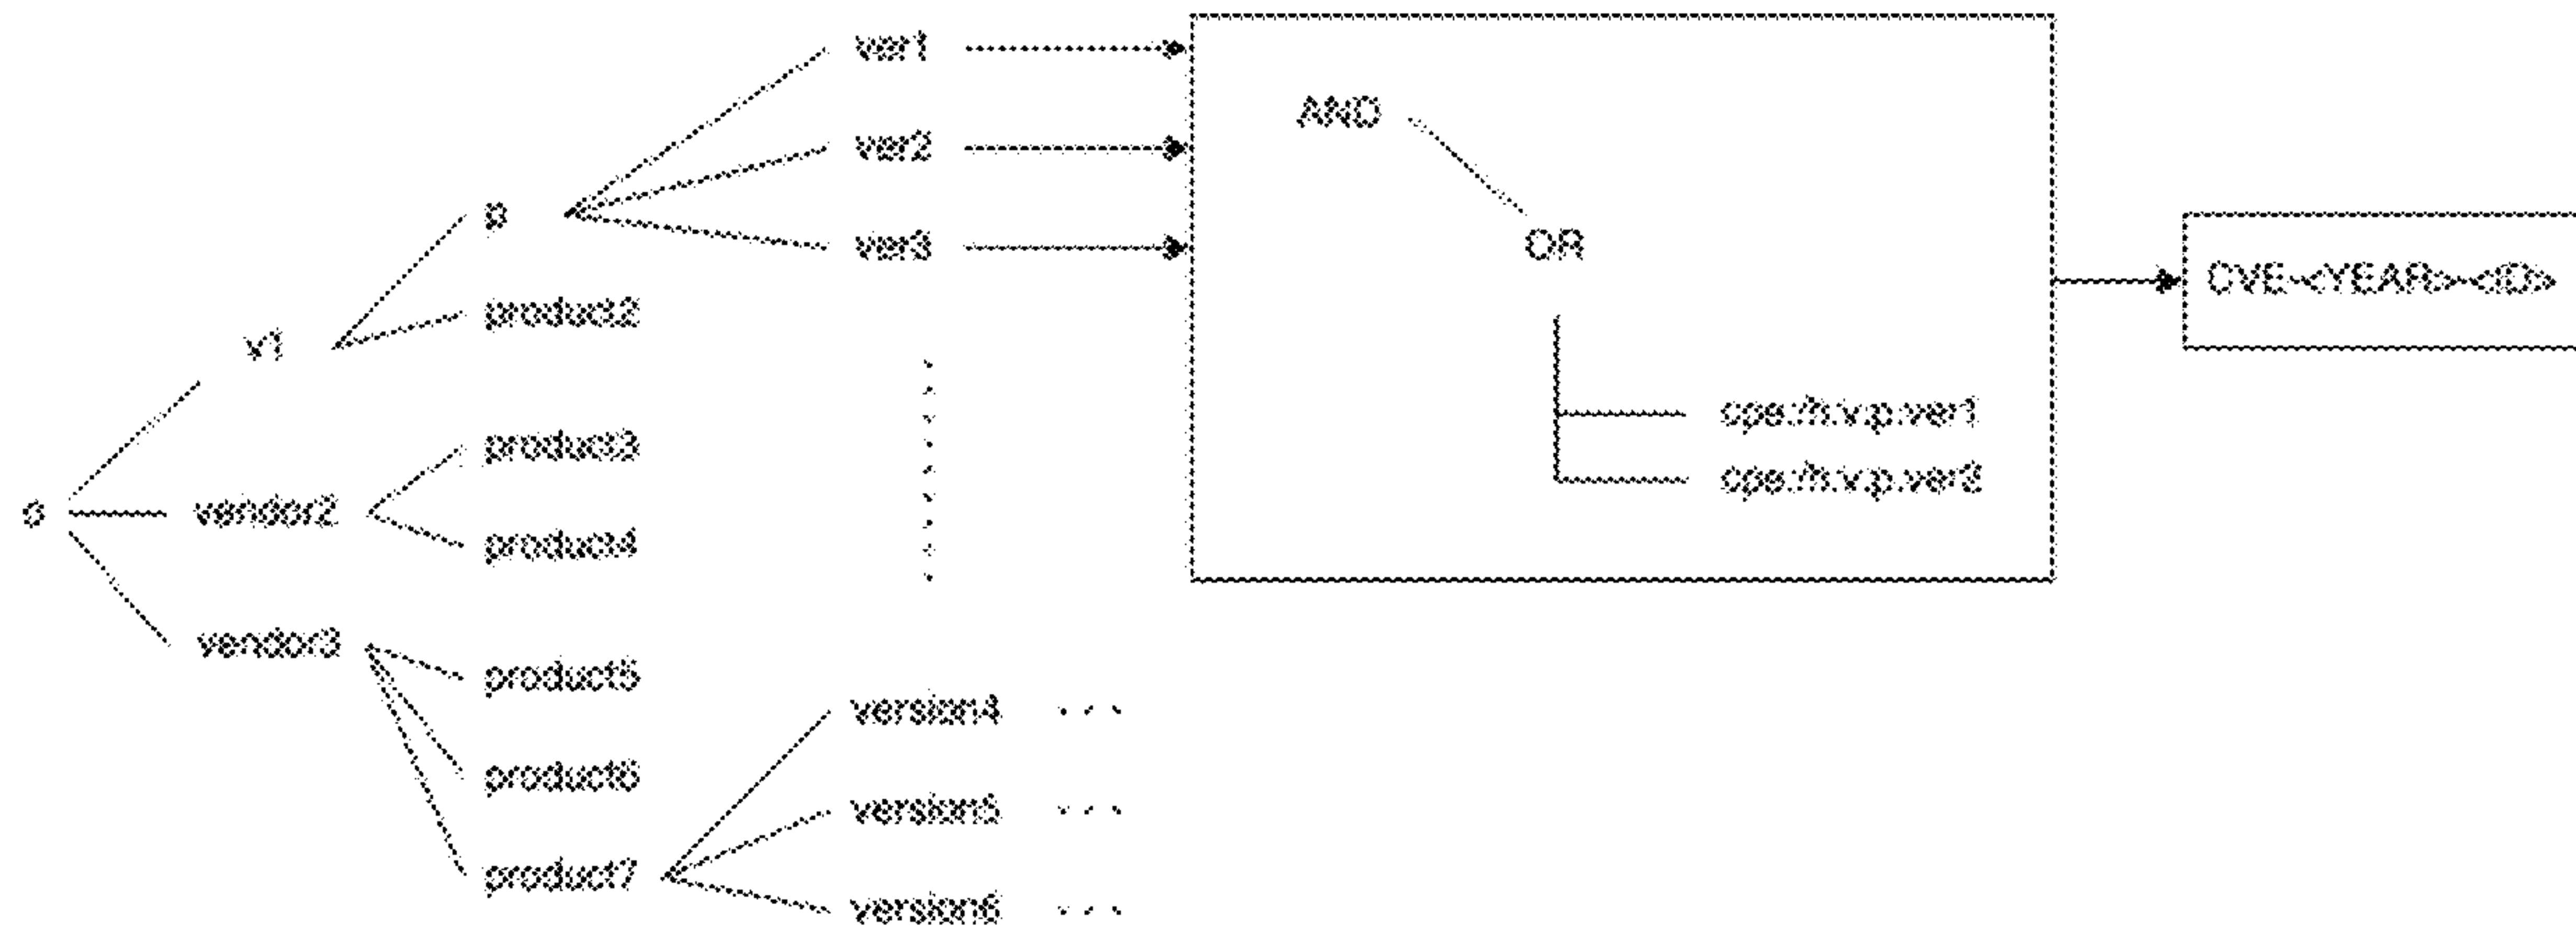 ver1
AND
ver2
p
ver3
OR
product2
CVE-<YEAR>-<ID>
v1
cpe:/h:v:p:ver1
product3
cpe:/h:v:p:ver2
o
vendor2
product4
vendor3
product5
version4 . . .
product6
version5 . . .
product7
version6 . . .